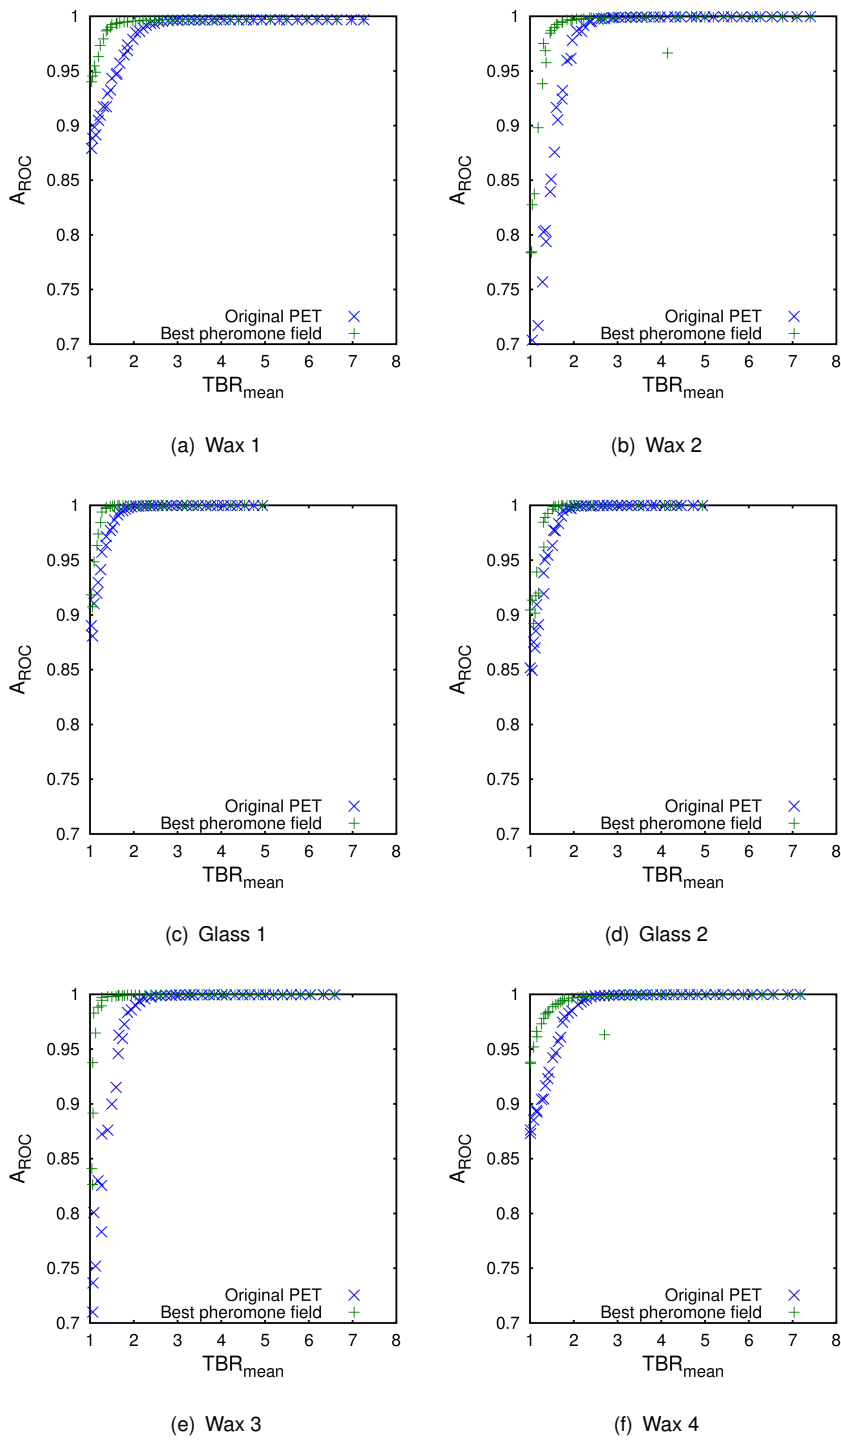 1
0.95
0.9
0.85
0.8
0.75
0.7
A_ROC
Original PET
Best pheromone field
1 2 3 4 5 6 7 8
TBR_mean
(a) Wax 1
1
0.95
0.9
0.85
0.8
0.75
0.7
A_ROC
Original PET
Best pheromone field
1 2 3 4 5 6 7 8
TBR_mean
(b) Wax 2
1
0.95
0.9
0.85
0.8
0.75
0.7
A_ROC
Original PET
Best pheromone field
1 2 3 4 5 6 7 8
TBR_mean
(c) Glass 1
1
0.95
0.9
0.85
0.8
0.75
0.7
A_ROC
Original PET
Best pheromone field
1 2 3 4 5 6 7 8
TBR_mean
(d) Glass 2
1
0.95
0.9
0.85
0.8
0.75
0.7
A_ROC
Original PET
Best pheromone field
1 2 3 4 5 6 7 8
TBR_mean
(e) Wax 3
1
0.95
0.9
0.85
0.8
0.75
0.7
A_ROC
Original PET
Best pheromone field
1 2 3 4 5 6 7 8
TBR_mean
(f) Wax 4